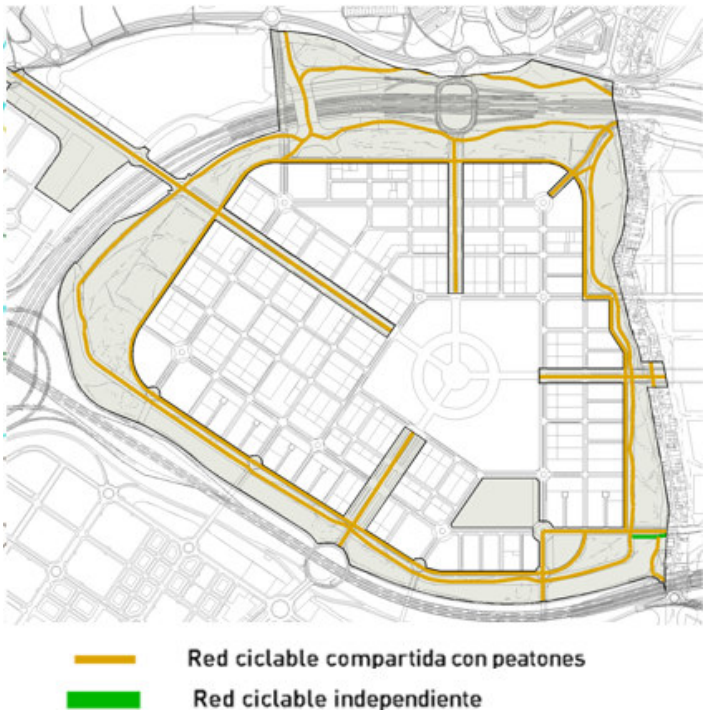 Red ciclable compartida con peatones
Red ciclable independiente